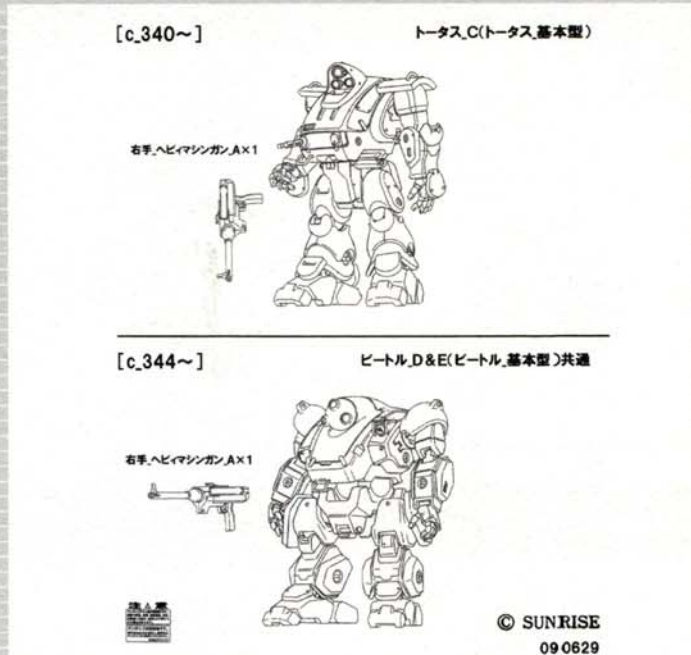 [c_340～]
トータス_C(トータス_基本型)
右手_ヘビィマシンガン_A×1
[c_344～]
ビートル_D&E(ビートル_基本型)共通
右手_ヘビィマシンガン_A×1
注⚠意
© SUNRISE
090629